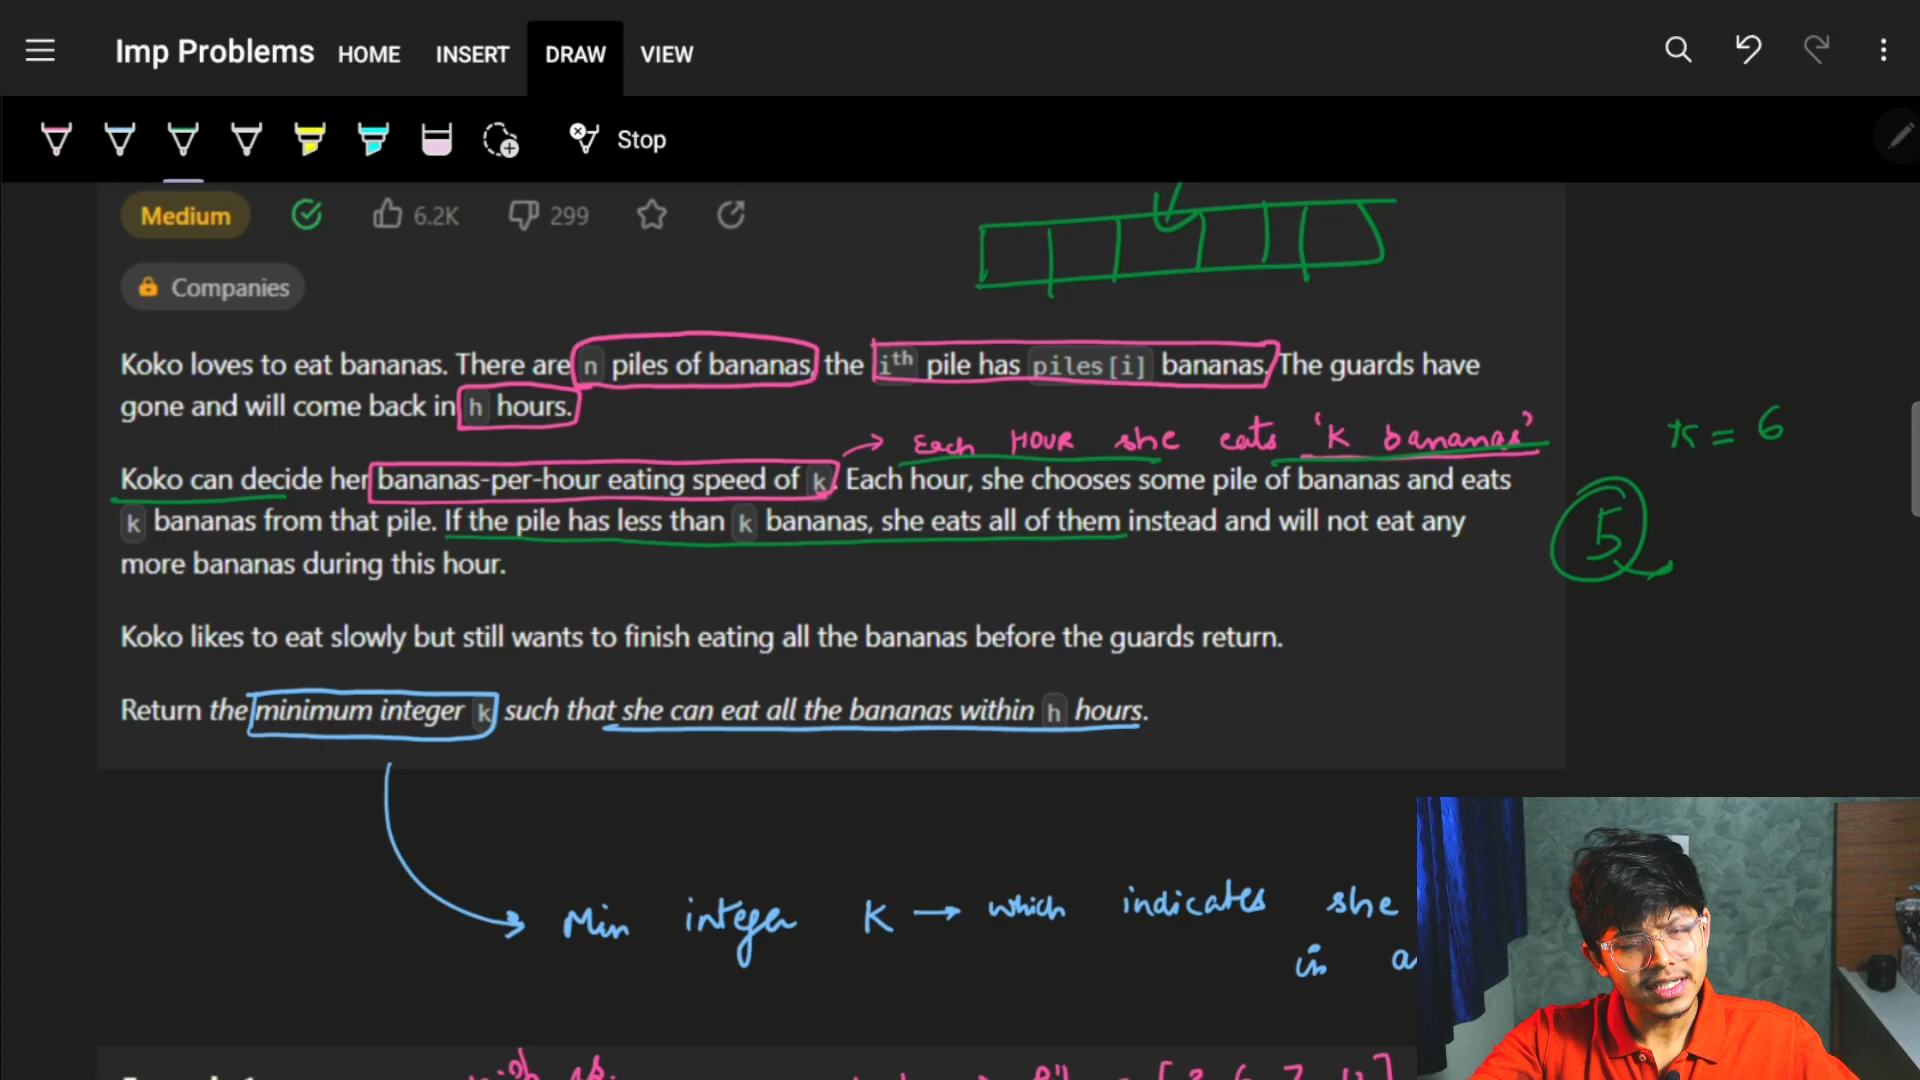 Imp Problems HOME INSERT DRAW VIEW
Stop
Medium 6.2K 299
Companies
Koko loves to eat bananas. There are n piles of bananas, the ith pile has piles[i] bananas. The guards have
gone and will come back in h hours.
Each HOUR she eats 'K bananas'
K = 6
Koko can decide her bananas-per-hour eating speed of k. Each hour, she chooses some pile of bananas and eats
k bananas from that pile. If the pile has less than k bananas, she eats all of them instead and will not eat any
5
more bananas during this hour.
Koko likes to eat slowly but still wants to finish eating all the bananas before the guards return.
Return the minimum integer k such that she can eat all the bananas within h hours.
Min integer K → which indicates she
in